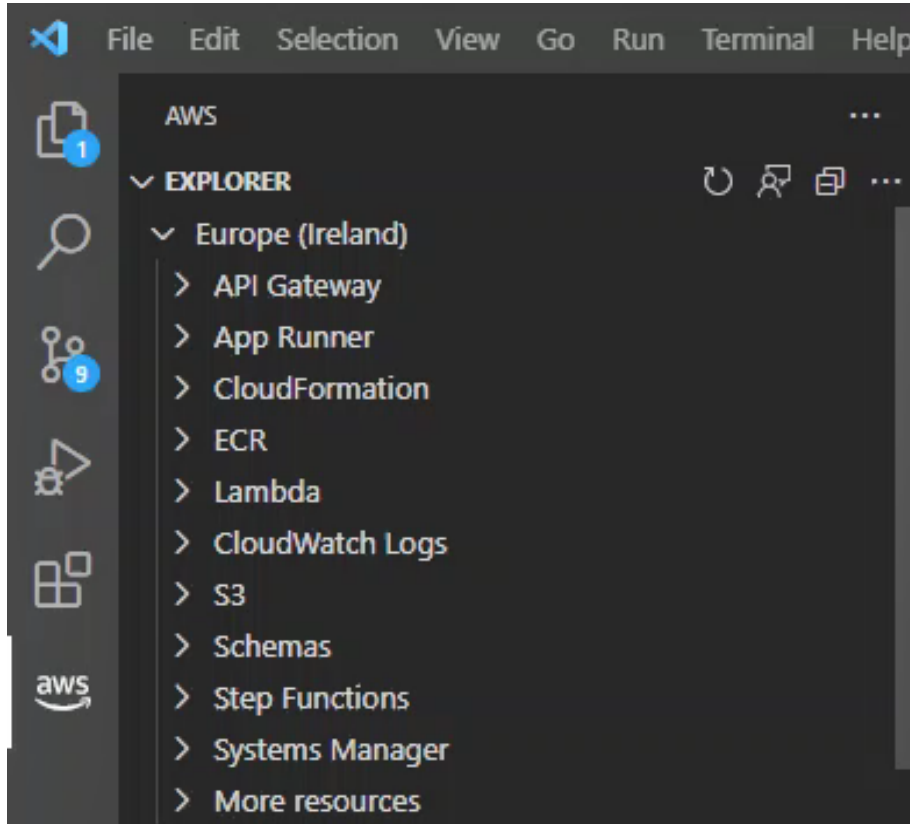 File Edit Selection View Go Run Terminal Help
AWS
1
EXPLORER
Europe (Ireland)
API Gateway
App Runner
9
CloudFormation
ECR
Lambda
CloudWatch Logs
S3
Schemas
aws
Step Functions
Systems Manager
More resources